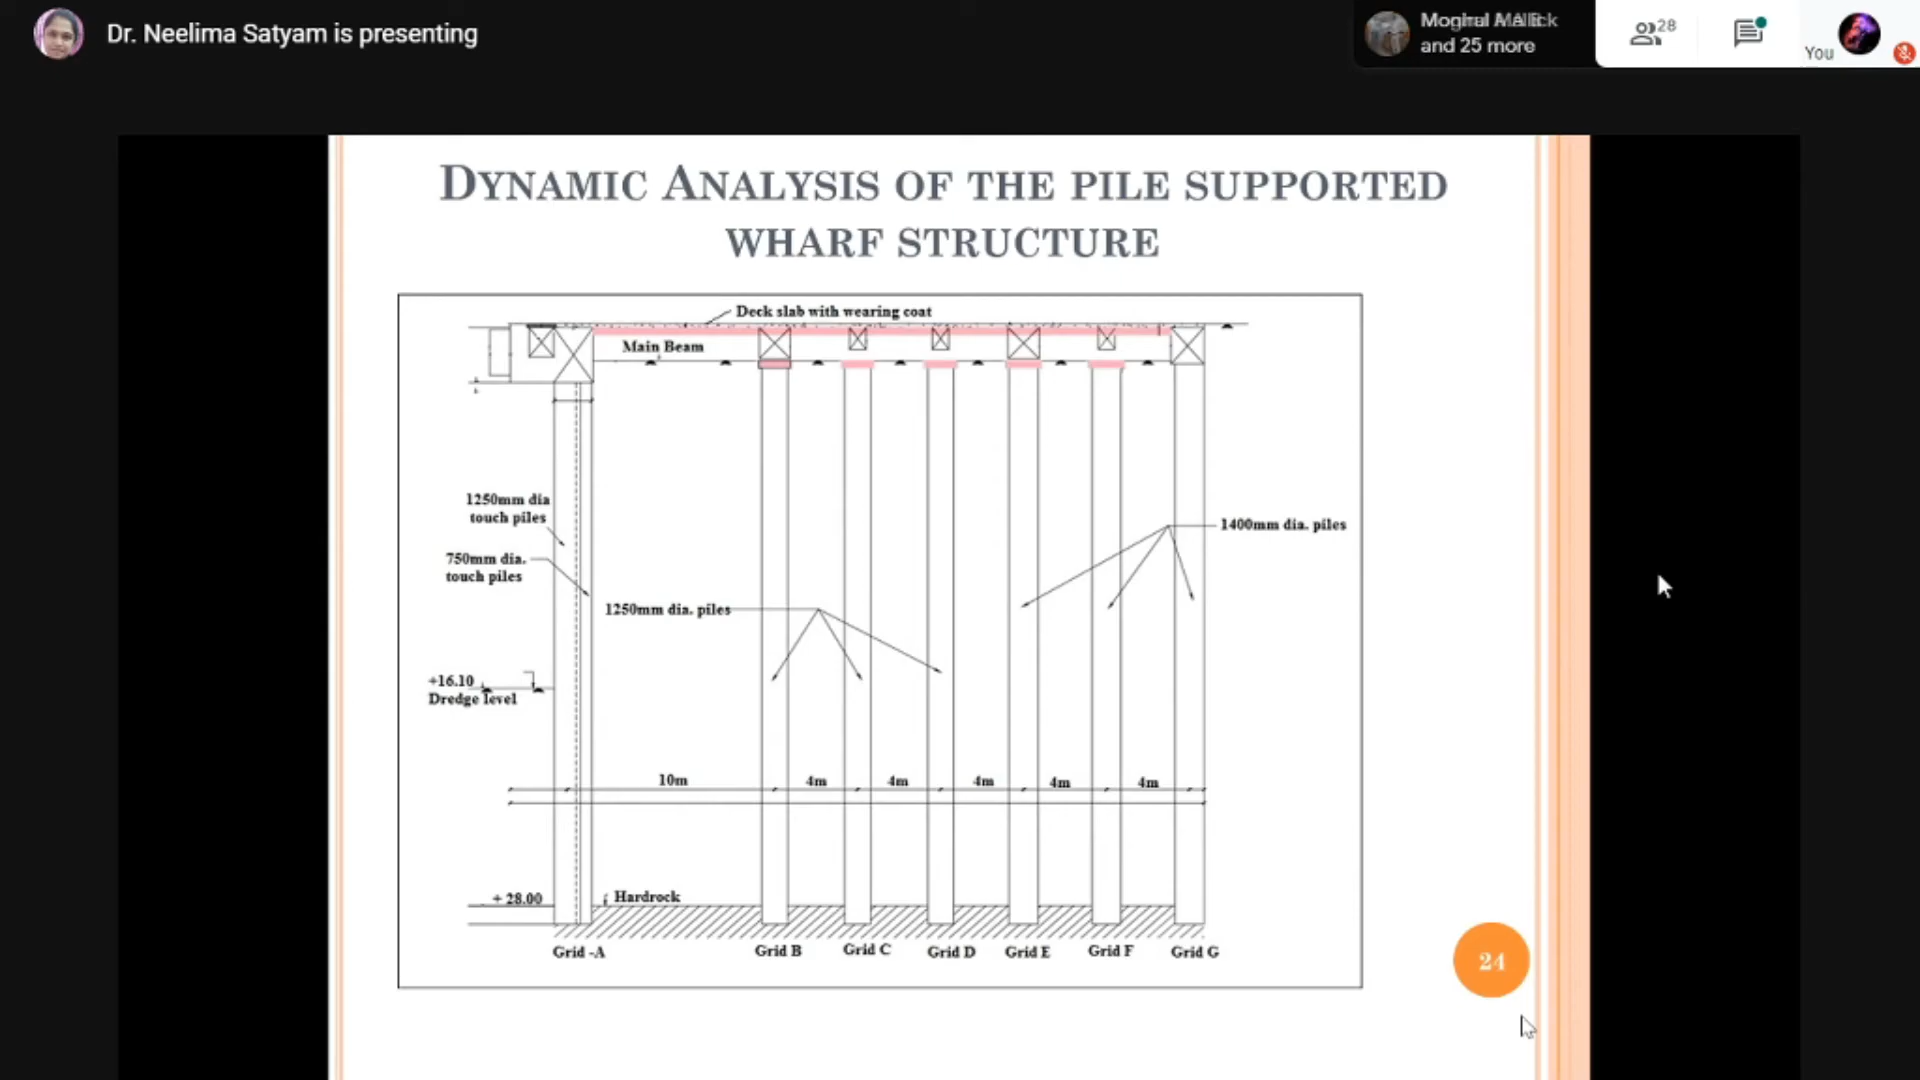 Dr. Neelima Satyam is presenting
and 25 more
28
You
DYNAMIC ANALYSIS OF THE PILE SUPPORTED
WHARF STRUCTURE
Deck slab with wearing coat
Main Beam
1250mm dia
touch piles
1400mm dia. piles
750mm dia.
touch piles
1250mm dia. piles
+16.10
Dredge level
10m 4m 4m 4m 4m 4m
+ 28.00
Hardrock
Grid -A Grid B Grid C Grid D Grid E Grid F Grid G
24